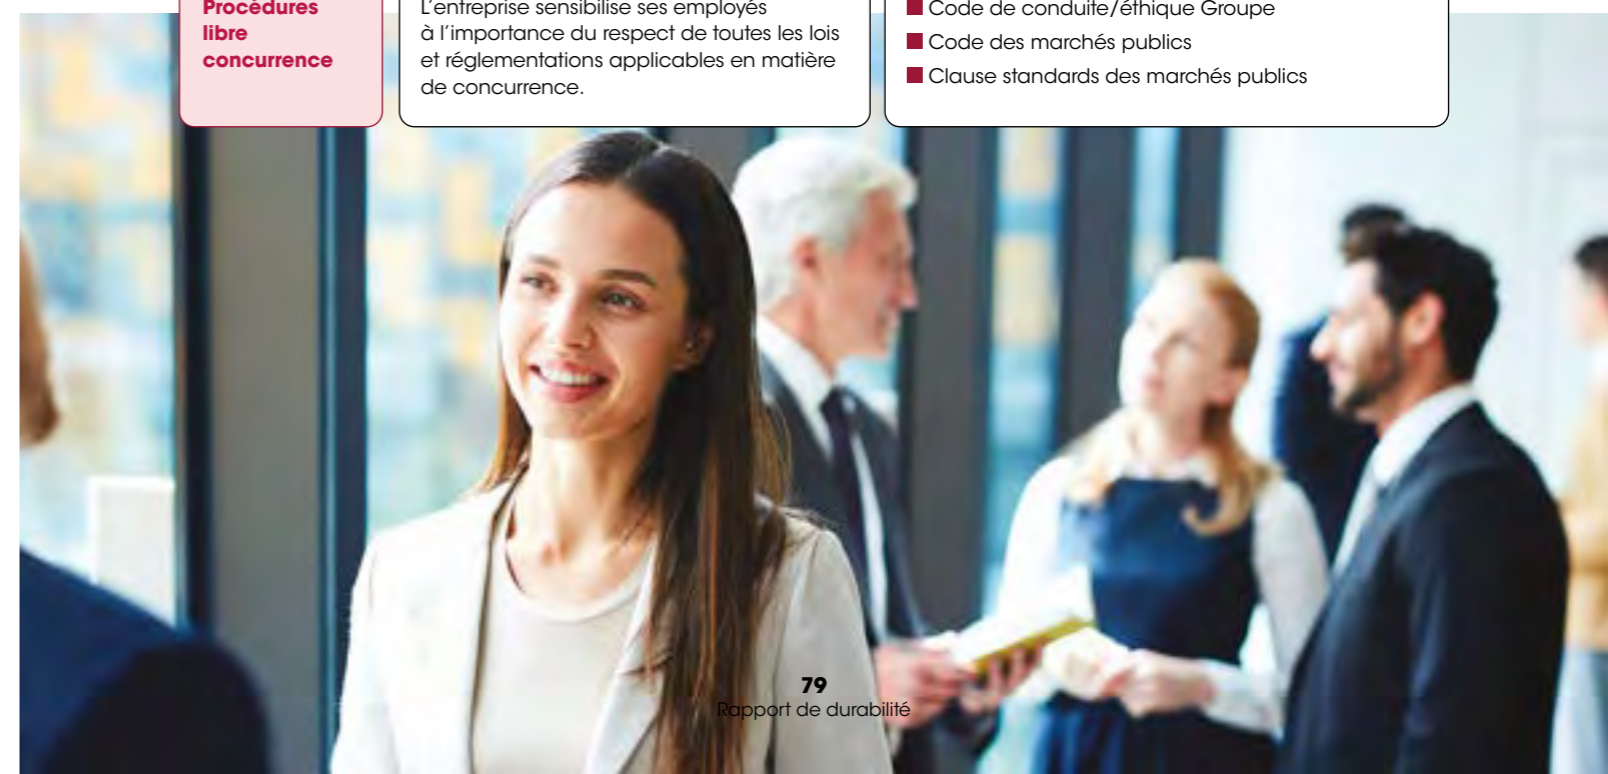 Procédures
libre
concurrence
L'entreprise sensibilise ses employés
à l'importance du respect de toutes les lois
et réglementations applicables en matière
de concurrence.
Code de conduite/éthique Groupe
Code des marchés publics
Clause standards des marchés publics
79
Rapport de durabilité